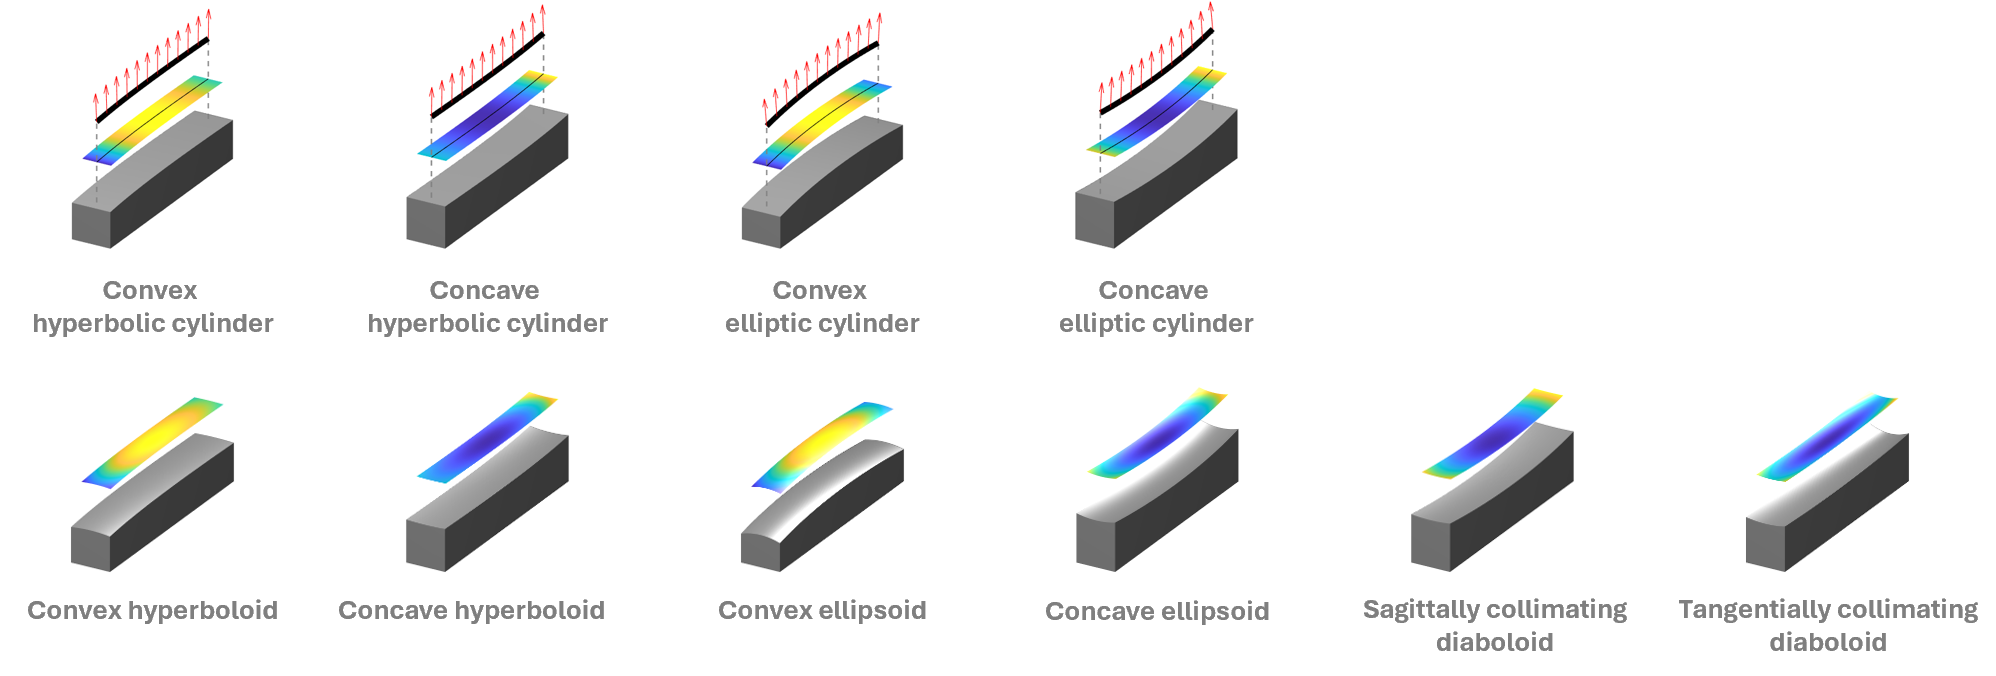 Convex
hyperbolic cylinder
Concave
hyperbolic cylinder
Convex
elliptic cylinder
Concave
elliptic cylinder
Convex hyperboloid
Concave hyperboloid
Convex ellipsoid
Concave ellipsoid
Sagittally collimating
diaboloid
Tangentially collimating
diaboloid